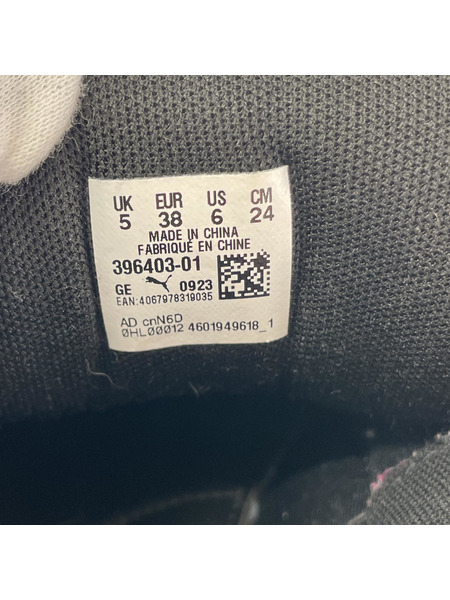 UK EUR US CM
5 38 6 24
MADE IN CHINA
FABRIQUÉ EN CHINE
396403-01
GE 0923
EAN:4067978319035
AD cnN6D
0HL00012 4601949618_1